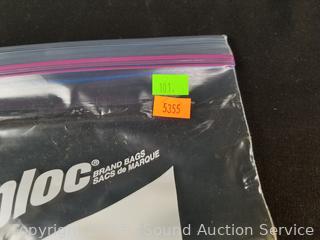 101.
5355
ploc®
BRAND BAGS
SACS de MARQUE
Sound Auction Service